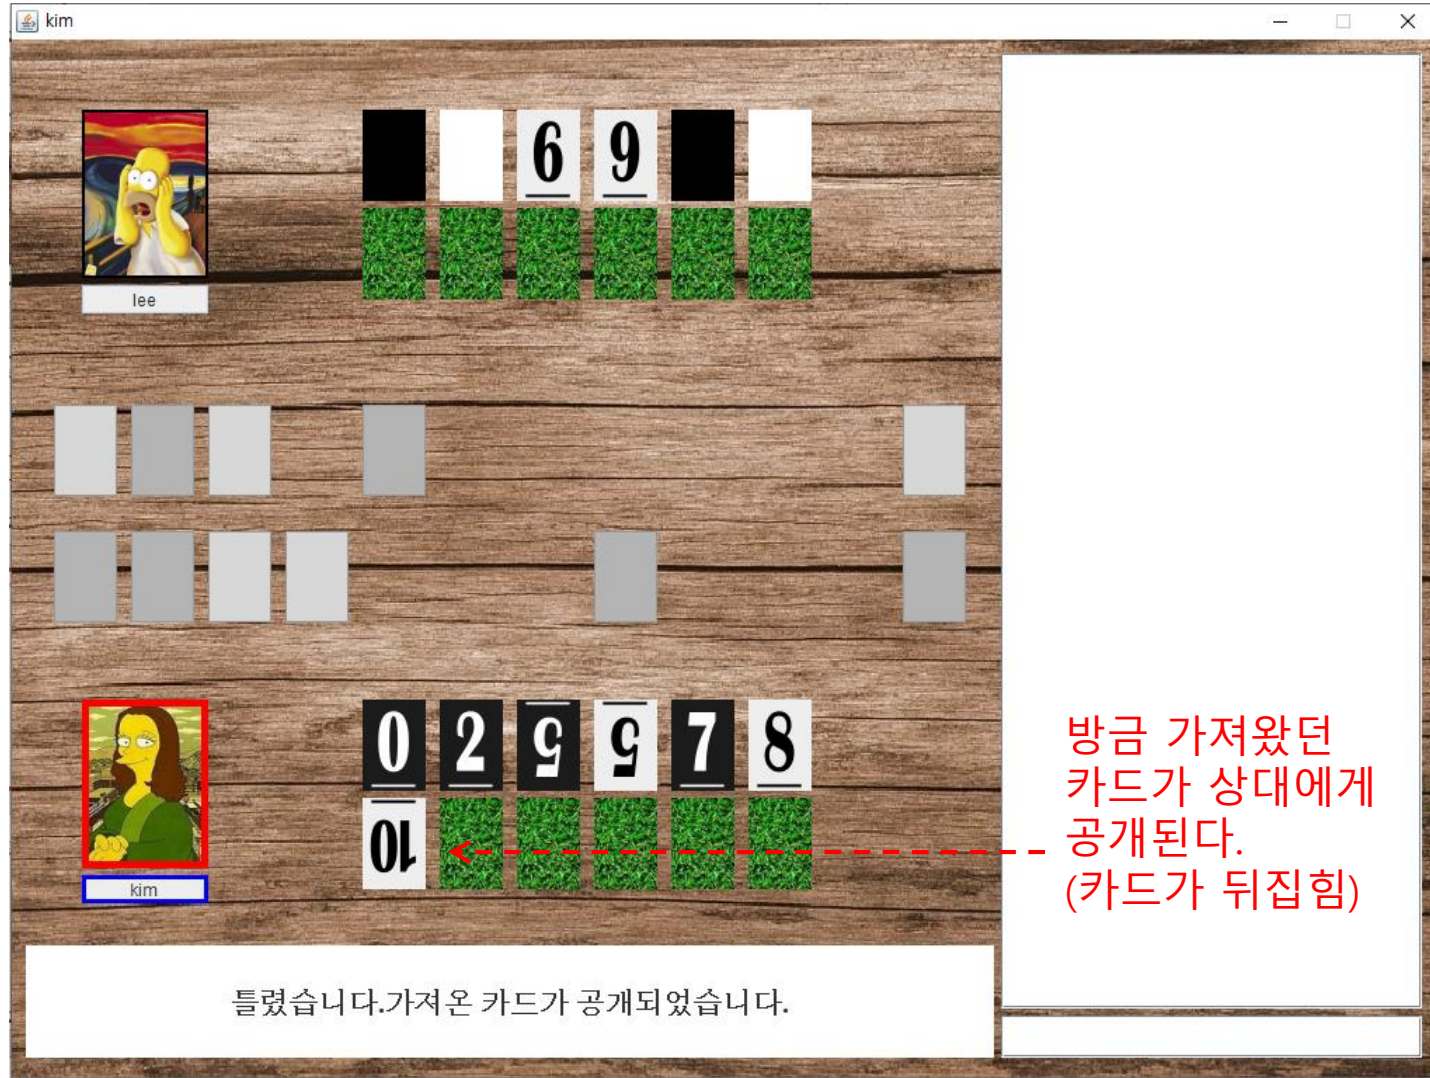 kim
6 9
lee
0 2 5 5 7 8
10
kim
방금 가져왔던
카드가 상대에게
공개된다.
(카드가 뒤집힘)
틀렸습니다.가져온 카드가 공개되었습니다.